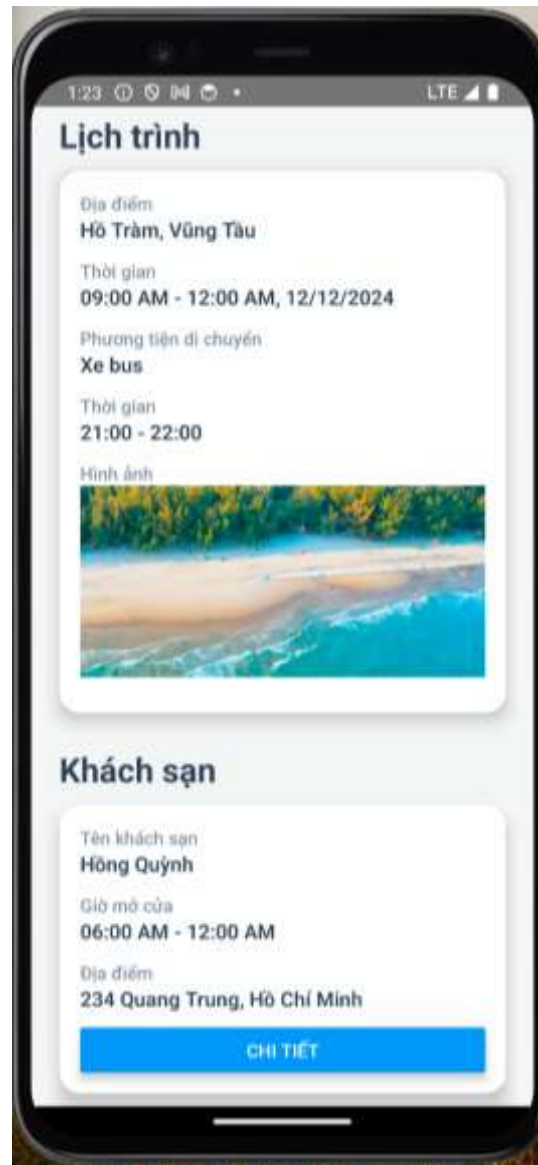 1:23
LTE
Lịch trình
Địa điểm
Hồ Tràm, Vũng Tầu
Thời gian
09:00 AM - 12:00 AM, 12/12/2024
Phương tiện di chuyển
Xe bus
Thời gian
21:00 - 22:00
Hình ảnh
Khách sạn
Tên khách sạn
Hồng Quỳnh
Giờ mở cửa
06:00 AM - 12:00 AM
Địa điểm
234 Quang Trung, Hồ Chí Minh
CHI TIẾT